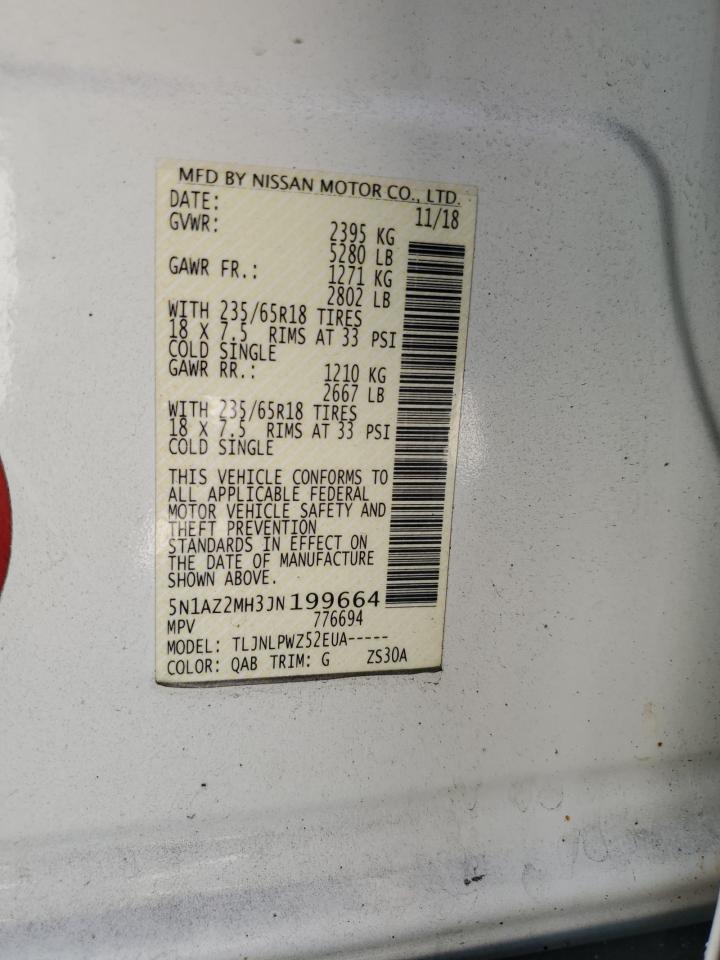 MFD BY NISSAN MOTOR CO., LTD.
DATE: 11/18
GVWR: 2395 KG
5280 LB
GAWR FR.: 1271 KG
2802 LB
WITH 235/65R18 TIRES
18 X 7.5 RIMS AT 33 PSI
COLD SINGLE
GAWR RR.: 1210 KG
2667 LB
WITH 235/65R18 TIRES
18 X 7.5 RIMS AT 33 PSI
COLD SINGLE
THIS VEHICLE CONFORMS TO
ALL APPLICABLE FEDERAL
MOTOR VEHICLE SAFETY AND
THEFT PREVENTION
STANDARDS IN EFFECT ON
THE DATE OF MANUFACTURE
SHOWN ABOVE.
5N1AZ2MH3JN199664
MPV 776694
MODEL: TLJNLPWZ52EUA-----
COLOR: QAB TRIM: G ZS30A